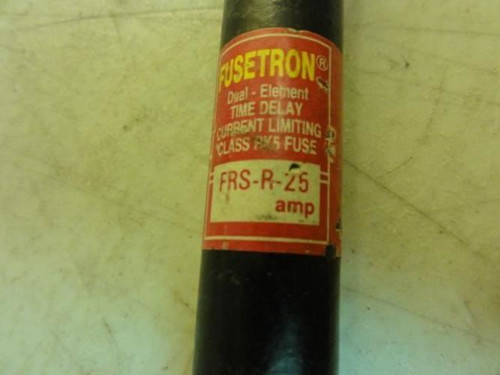 FUSETRON®
Dual - Element
TIME DELAY
CURRENT LIMITING
CLASS RK5 FUSE
FRS-R-25
amp